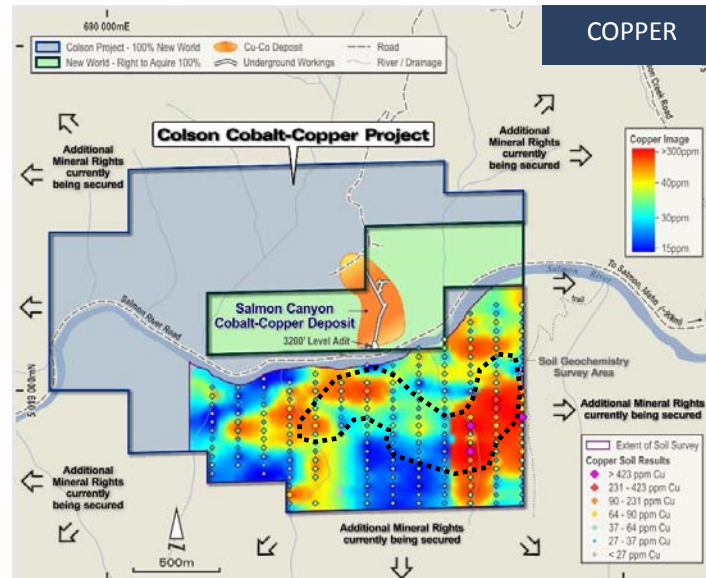 690 000mE
COPPER
Colson Project - 100% New World
New World - Right to Aquire 100%
Cu-Co Deposit
Underground Workings
Road
River / Drainage
Creek Road
Additional
Mineral Rights
currently
being secured
Colson Cobalt-Copper Project
Additional
Mineral Rights
currently
being secured
Copper Image
>300ppm
40ppm
30ppm
15ppm
Salmon River
To Salmon, Idaho (~90km)
trail
Salmon River Road
Salmon Canyon
Cobalt-Copper Deposit
3200' Level Adit
Soil Geochemistry
Survey Area
5 019 000mN
Additional Mineral Rights
currently being secured
Additional
Mineral Rights
currently
being secured
Extent of Soil Survey
Copper Soil Results
> 423 ppm Cu
231 - 423 ppm Cu
90 - 231 ppm Cu
64 - 90 ppm Cu
37 - 64 ppm Cu
27 - 37 ppm Cu
< 27 ppm Cu
Additional Mineral Rights
currently being secured
N
500m